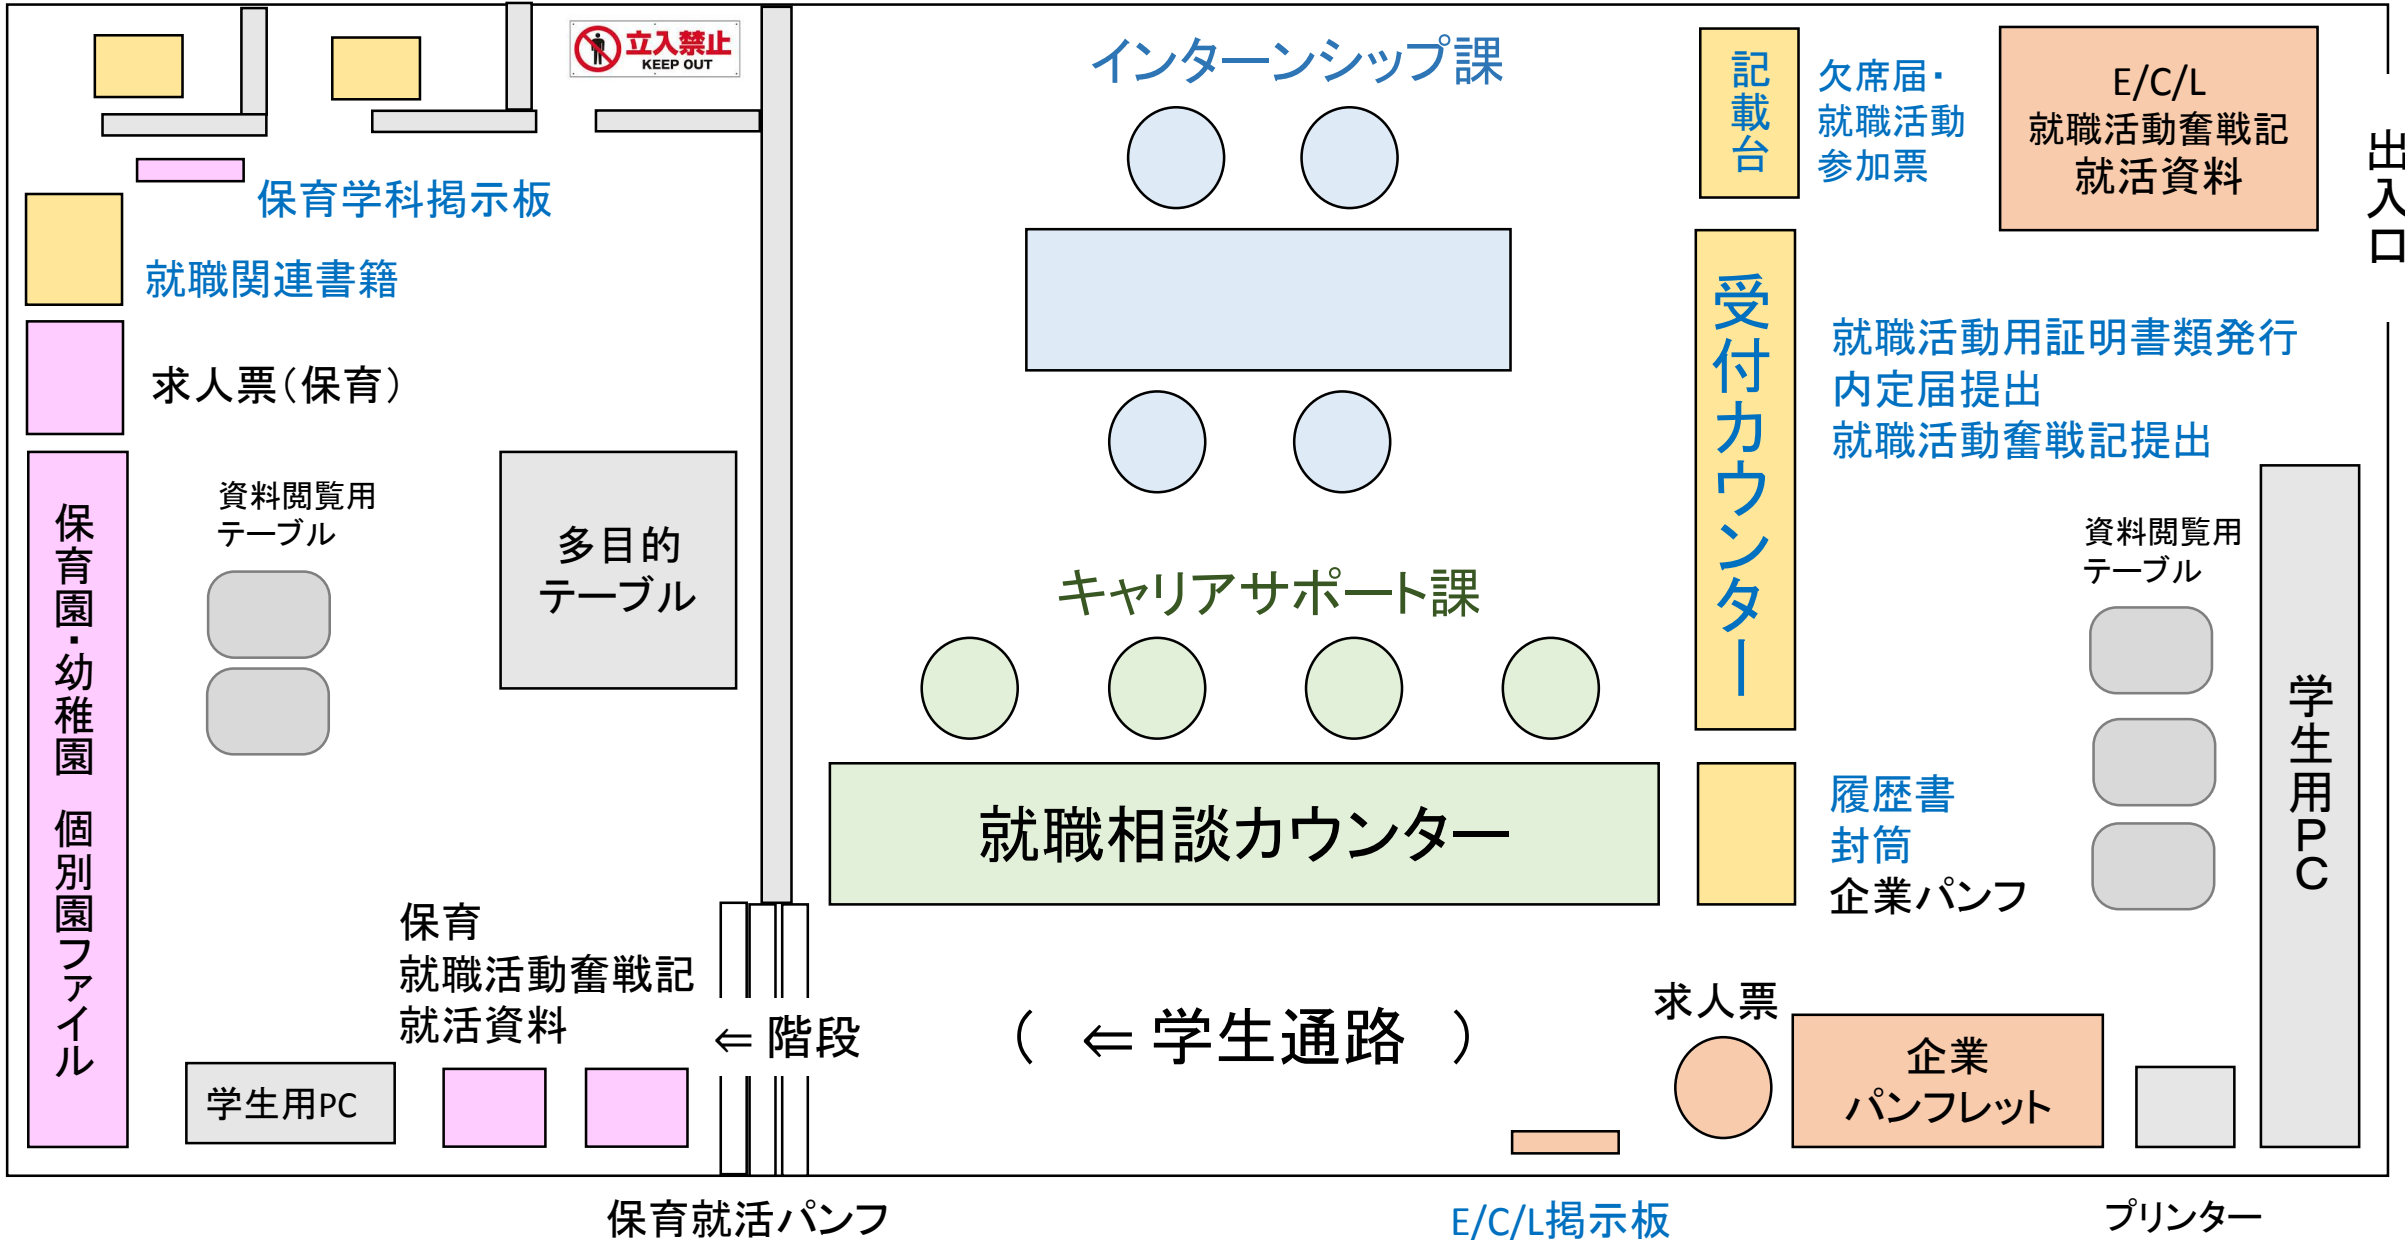 立入禁止
KEEP OUT
インターンシップ課
記載台
欠席届・
就職活動
参加票
E/C/L
就職活動奮戦記
就活資料
出入口
保育学科掲示板
就職関連書籍
求人票（保育）
受付カウンター
就職活動用証明書類発行
内定届提出
就職活動奮戦記提出
保育園・幼稚園　個別園ファイル
資料閲覧用
テーブル
多目的
テーブル
キャリアサポート課
資料閲覧用
テーブル
学生用PC
就職相談カウンター
履歴書
封筒
企業パンフ
保育
就職活動奮戦記
就活資料
⇐ 階段
（　⇐ 学生通路　）
求人票
企業
パンフレット
学生用PC
保育就活パンフ
E/C/L掲示板
プリンター